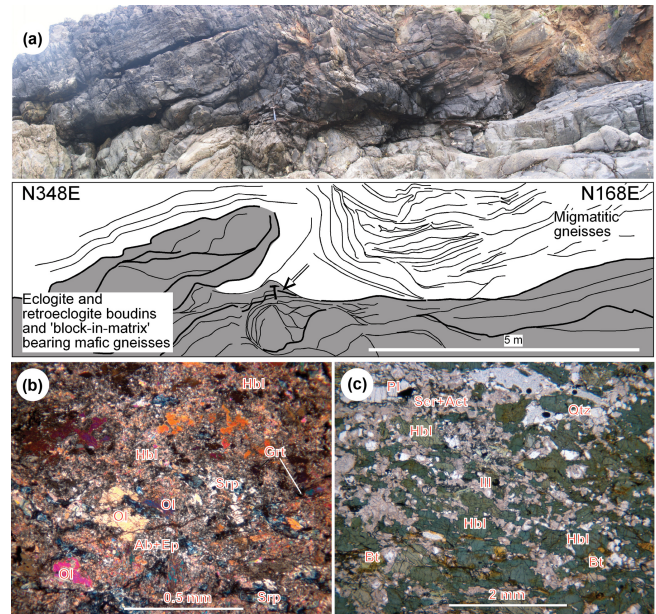 (a)
N348E
N168E
Migmatitic
gneisses
Eclogite and
retroeclogite boudins
and 'block-in-matrix'
bearing mafic gneisses
5 m
(b)
Hbl
Hbl
Grt
Srp
Ol
Ol
Ab+Ep
Ol
0.5 mm
Srp
(c)
Pl
Ser+Act
Qtz
Hbl
Ill
Hbl
Hbl
Bt
Bt
2 mm